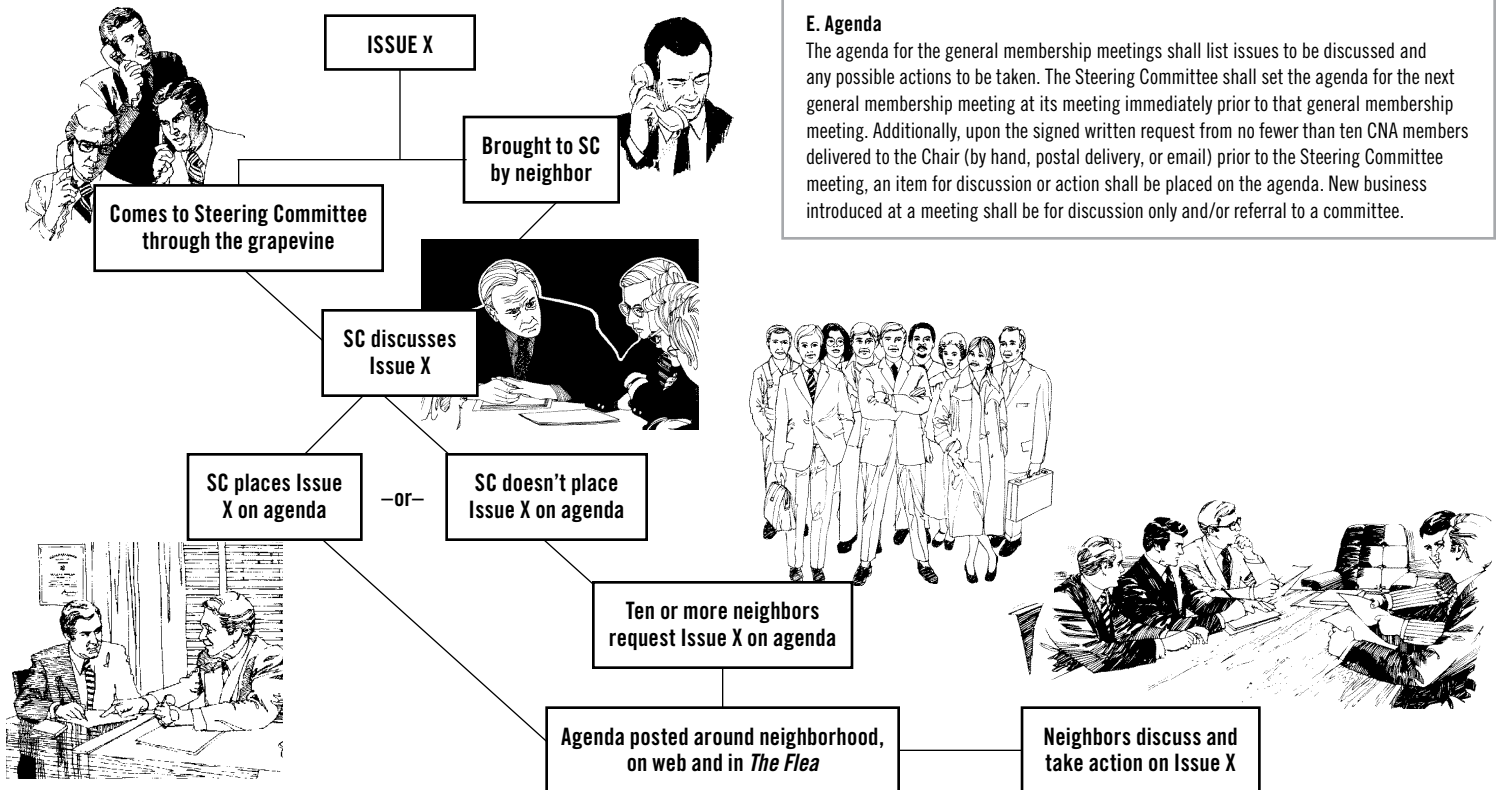 ISSUE X
Brought to SC
by neighbor
Comes to Steering Committee
through the grapevine
SC discusses
Issue X
SC places Issue
X on agenda
–or–
SC doesn’t place
Issue X on agenda
Ten or more neighbors
request Issue X on agenda
Agenda posted around neighborhood,
on web and in The Flea
Neighbors discuss and
take action on Issue X
E. Agenda
The agenda for the general membership meetings shall list issues to be discussed and
any possible actions to be taken. The Steering Committee shall set the agenda for the next
general membership meeting at its meeting immediately prior to that general membership
meeting. Additionally, upon the signed written request from no fewer than ten CNA members
delivered to the Chair (by hand, postal delivery, or email) prior to the Steering Committee
meeting, an item for discussion or action shall be placed on the agenda. New business
introduced at a meeting shall be for discussion only and/or referral to a committee.